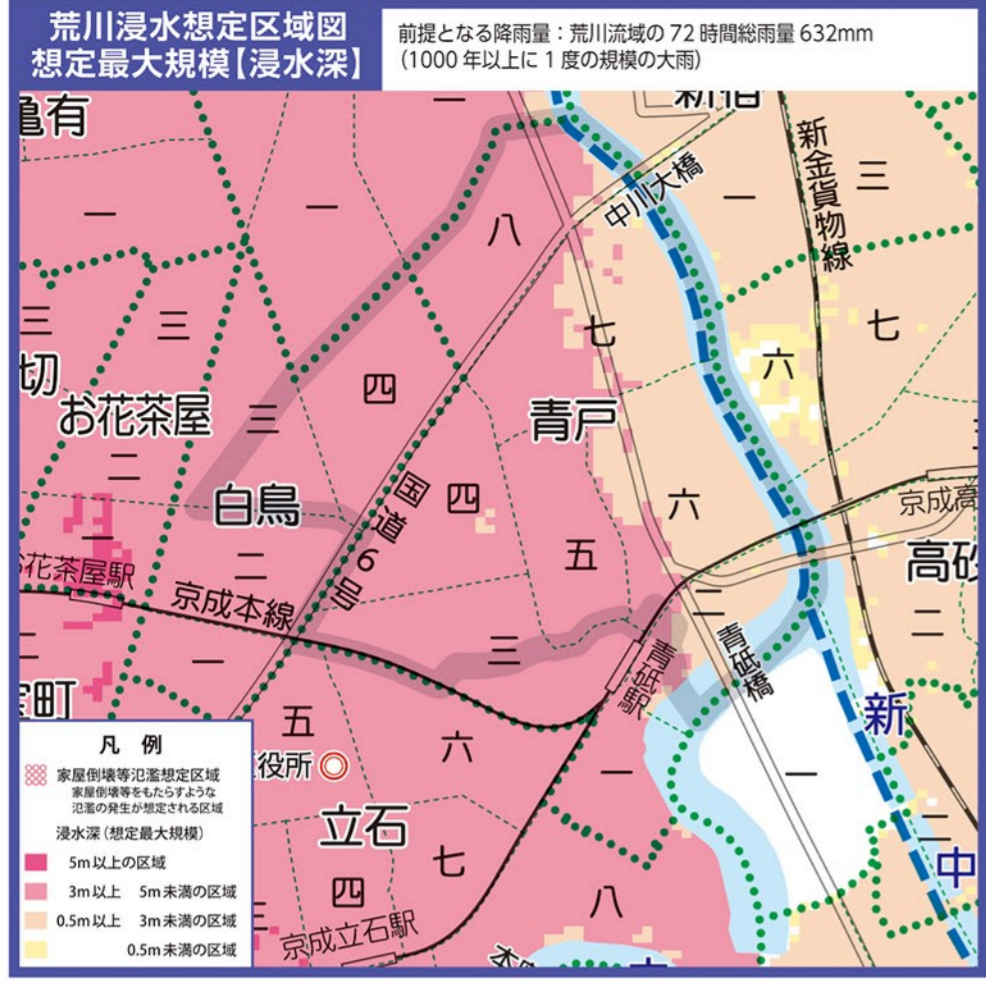 荒川浸水想定区域図
想定最大規模【浸水深】
前提となる降雨量：荒川流域の72時間総雨量632mm
（1000年以上に1度の規模の大雨）
亀有
一
新宿
中川大橋
新金貨物線
三
一
一
八
一
三
三
七
六
七
切
お花茶屋
三
四
青戸
二
白鳥
国道6号
四
六
京成高
一
お花茶屋駅
二
京成本線
五
高砂
二
二
一
三
二
青砥橋
青砥駅
宝町
五
六
新
役所
一
一
二
立石
七
四
八
中
京成立石駅
凡 例
家屋倒壊等氾濫想定区域
家屋倒壊等をもたらすような
氾濫の発生が想定される区域
浸水深（想定最大規模）
5m以上の区域
3m以上 5m未満の区域
0.5m以上 3m未満の区域
0.5m未満の区域